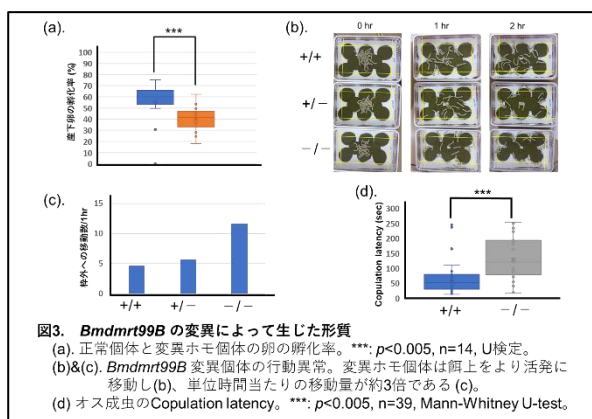 (a).
***
産下卵の孵化率 (%)
100
90
80
70
60
50
40
30
20
10
0
(b).
0 hr
1 hr
2 hr
+/+
+/−
−/−
(c).
枠外への移動数/1hr
15
10
5
0
+/+
+/−
−/−
(d).
***
Copulation latency (sec)
300
250
200
150
100
50
0
+/+
−/−
図3. Bmdmrt99B の変異によって生じた形質
(a). 正常個体と変異ホモ個体の卵の孵化率。***: p<0.005, n=14, U検定。
(b)&(c). Bmdmrt99B 変異個体の行動異常。変異ホモ個体は餌上をより活発に
移動し(b)、単位時間当たりの移動量が約3倍である (c)。
(d) オス成虫のCopulation latency。***: p<0.005, n=39, Mann-Whitney U-test。